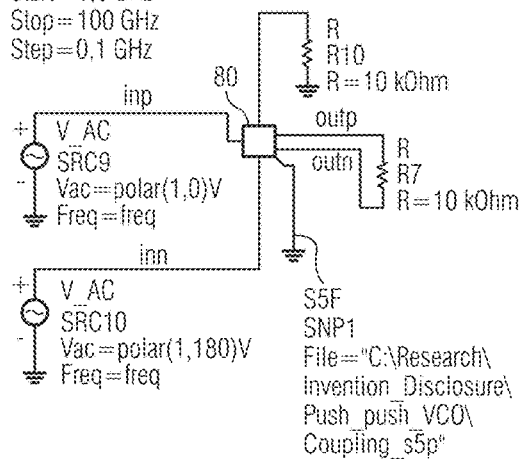 Stop=100 GHz
Step=0,1 GHz
R
R10
R=10 kOhm
80
inp
+
V_AC
SRC9
Vac=polar(1,0)V
Freq=freq
-
outp
outn
R
R7
R=10 kOhm
inn
+
V_AC
SRC10
Vac=polar(1,180)V
Freq=freq
-
S5F
SNP1
File="C:\Research\
Invention_Disclosure\
Push_push_VCO\
Coupling_s5p"